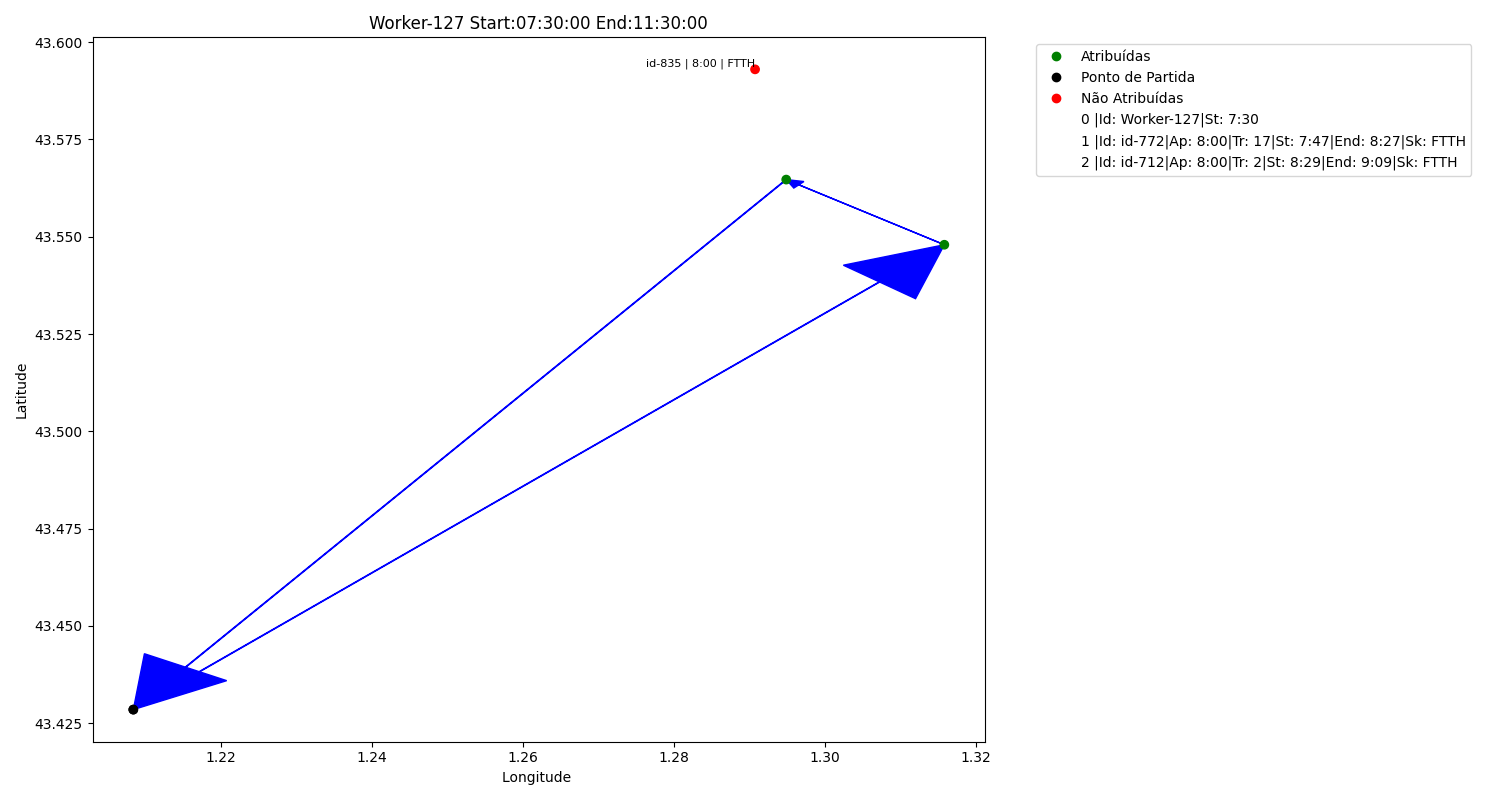 Worker-127 Start:07:30:00 End:11:30:00
43.600
43.575
43.550
43.525
43.500
43.475
43.450
43.425
Latitude
id-835 | 8:00 | FTTH
1.22
1.24
1.26
1.28
1.30
1.32
Longitude
Atribuídas
Ponto de Partida
Não Atribuídas
0 |Id: Worker-127|St: 7:30
1 |Id: id-772|Ap: 8:00|Tr: 17|St: 7:47|End: 8:27|Sk: FTTH
2 |Id: id-712|Ap: 8:00|Tr: 2|St: 8:29|End: 9:09|Sk: FTTH